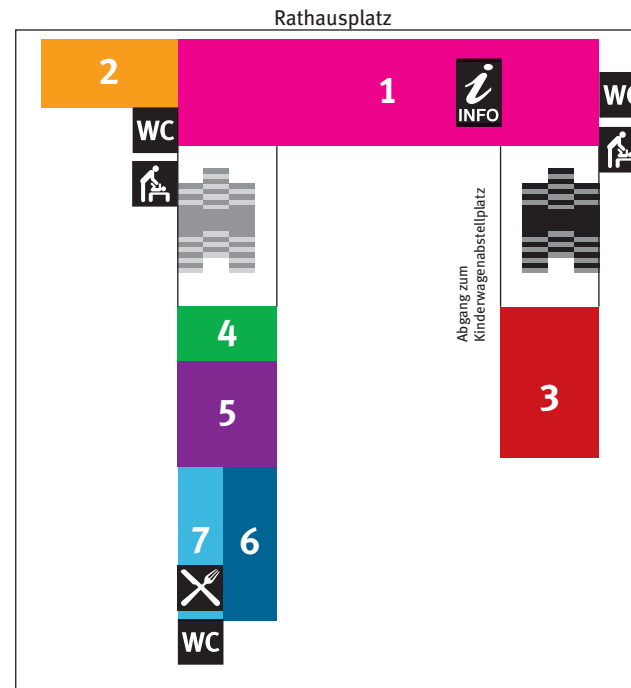 Rathausplatz
2
1
INFO
WC
WC
Abgang zum
Kinderwagenabstellplatz
4
3
5
7
6
WC